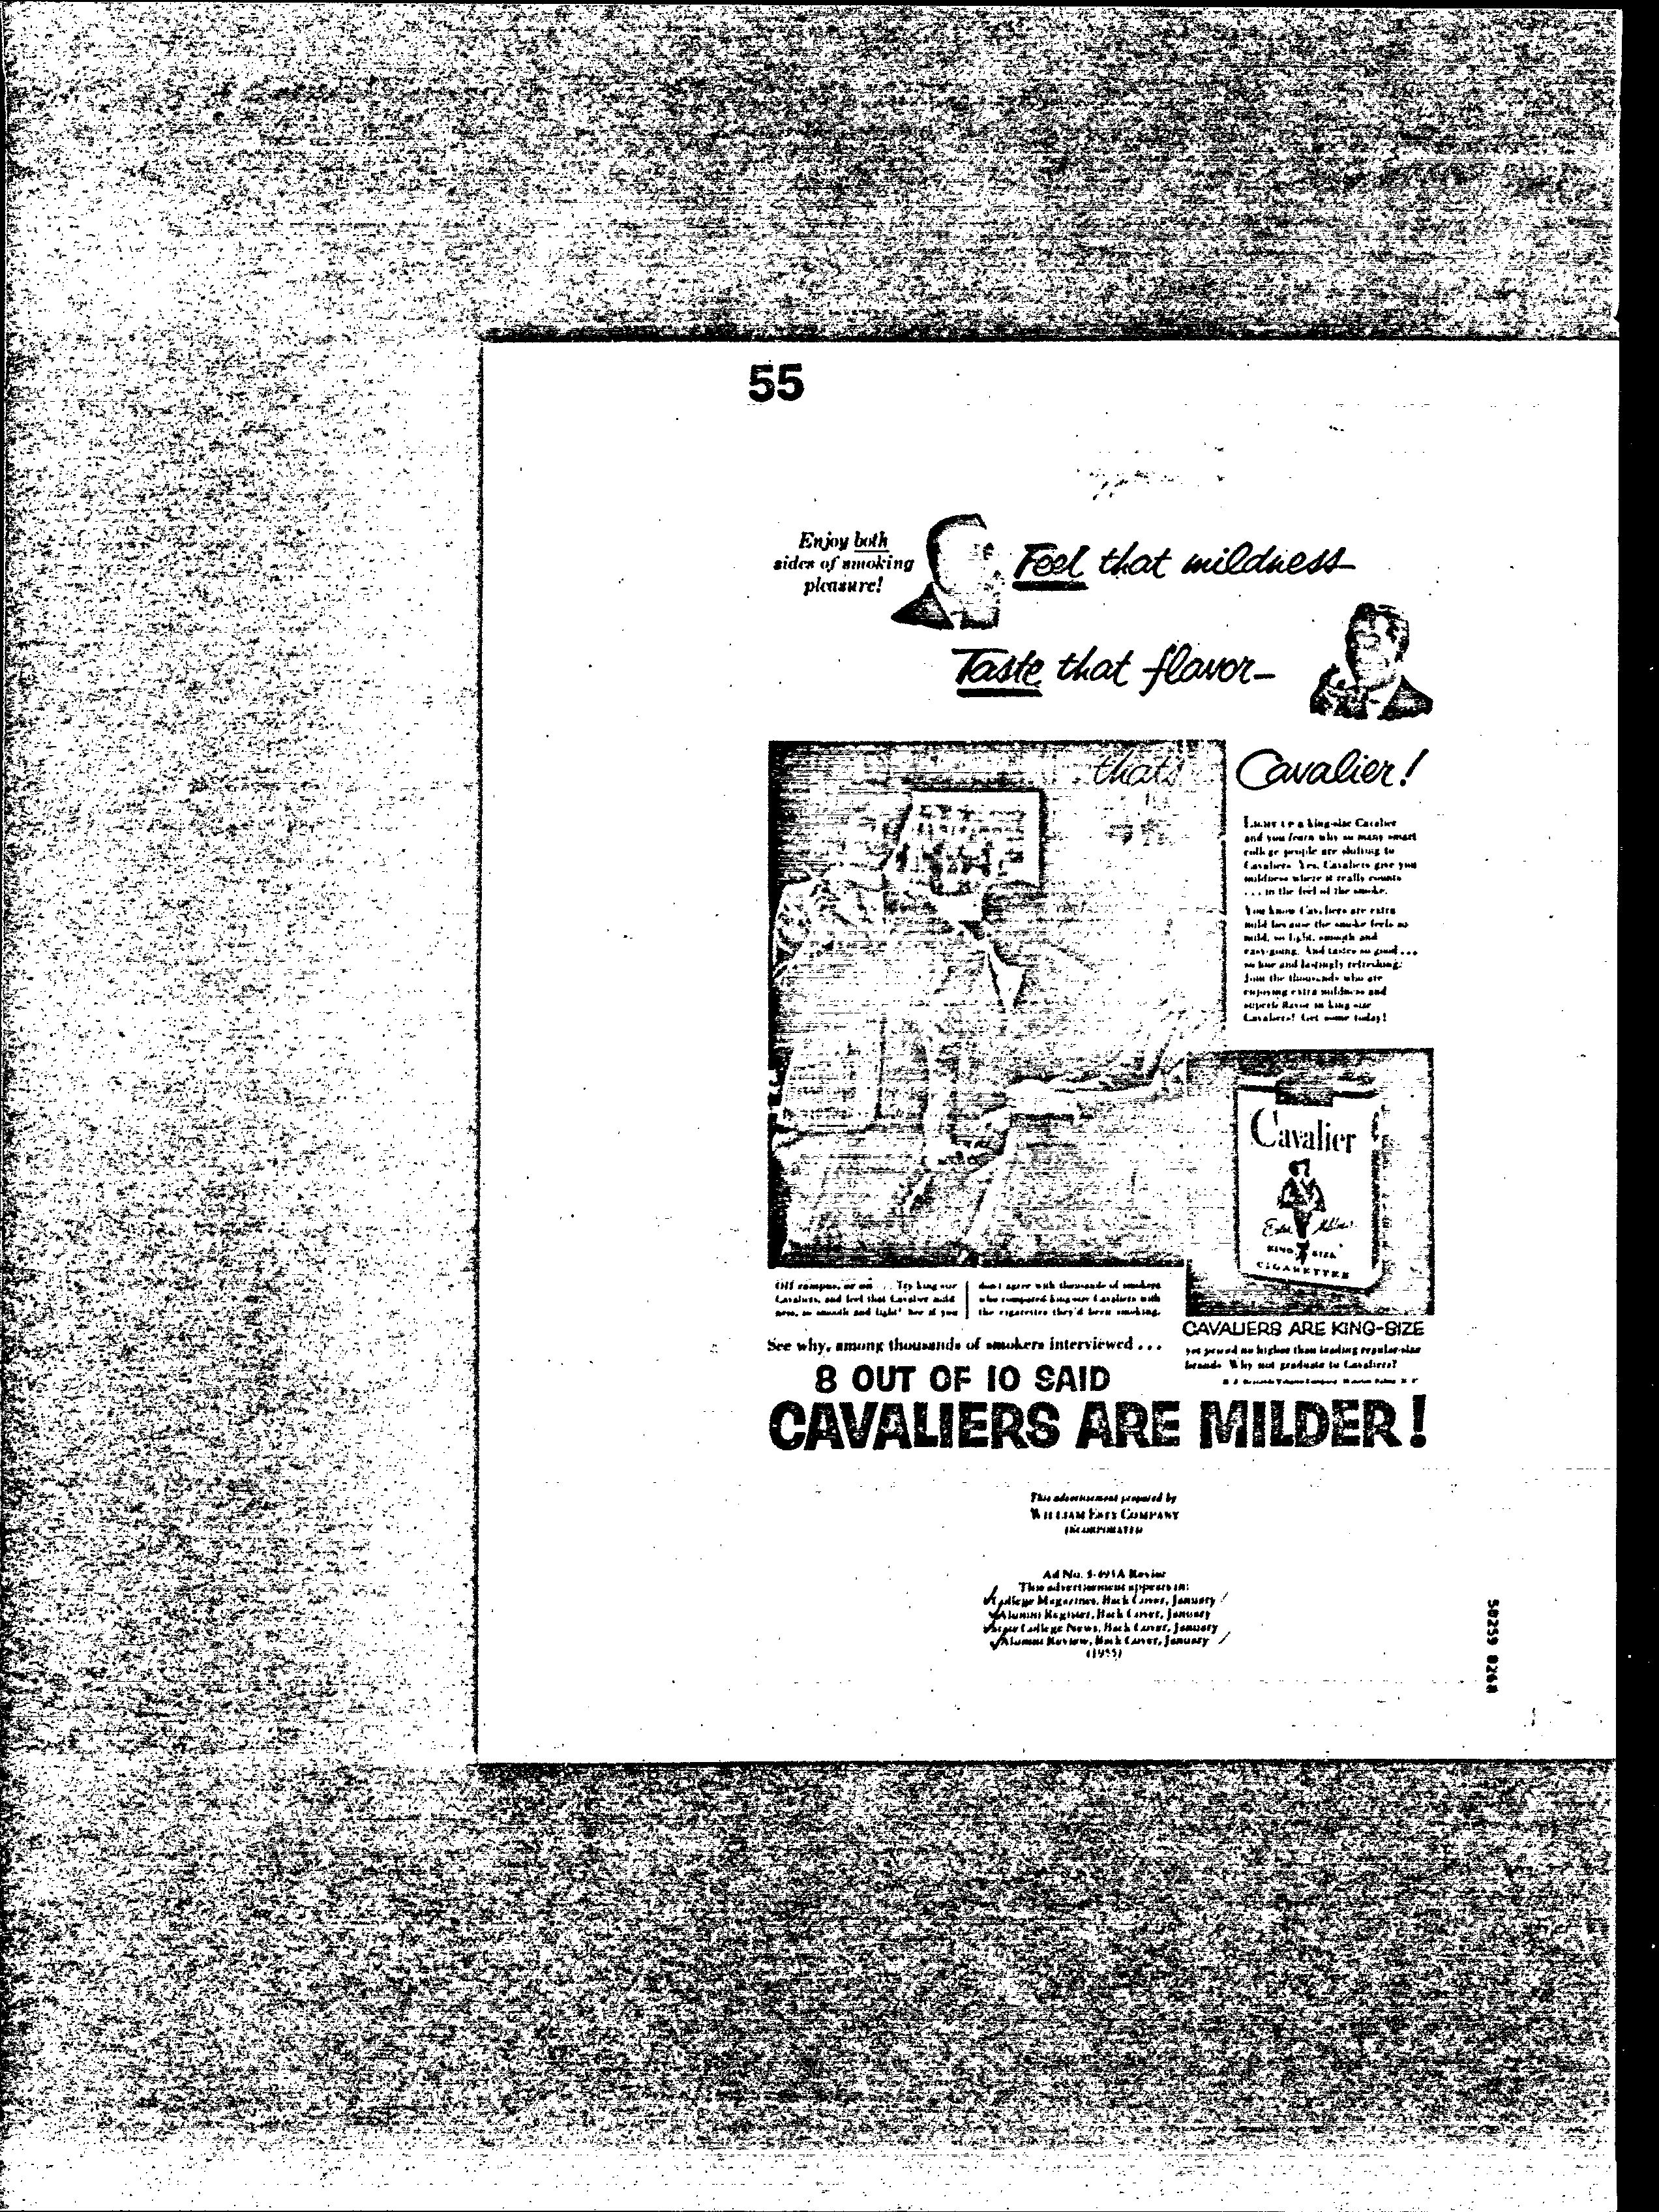 55
Enjoy both
sides of smoking
pleasure!
Feel that mildness
Taste that flavor—
that's Cavalier!
LIGHT UP a king-size Cavalier
and you learn why so many smart
college people are shifting to
Cavaliers. Yes, Cavaliers give you
mildness where it really counts
. . . in the feel of the smoke.
You know Cavaliers are extra
mild because the smoke feels so
mild, so light, smooth and
easy-going. And tastes so good . . .
so fine and lastingly refreshing.
Join the thousands who are
enjoying extra mildness and
superb flavor in king-size
Cavaliers! Get some today!
Cavalier
Extra Mildness
KING SIZE
CIGARETTES
Off campus, or on . . . Try king-size
Cavaliers, and feel that Cavalier mild-
ness, so smooth and light! See if you
don't agree with thousands of smokers
who compared king-size Cavaliers with
the cigarettes they'd been smoking.
CAVALIERS ARE KING-SIZE
yet priced no higher than leading regular-size
brands. Why not graduate to Cavaliers?
R. J. Reynolds Tobacco Company, Winston-Salem, N. C.
See why, among thousands of smokers interviewed . . .
8 OUT OF 10 SAID
CAVALIERS ARE MILDER!
This advertisement prepared by
WILLIAM ESTY COMPANY
INCORPORATED
Ad No.
This advertisement appears in:
College Magazines, Back Cover, January
Alumni Register, Back Cover, January
State College News, Back Cover, January
Alumni Review, Back Cover, January
(1955)
50259 0268